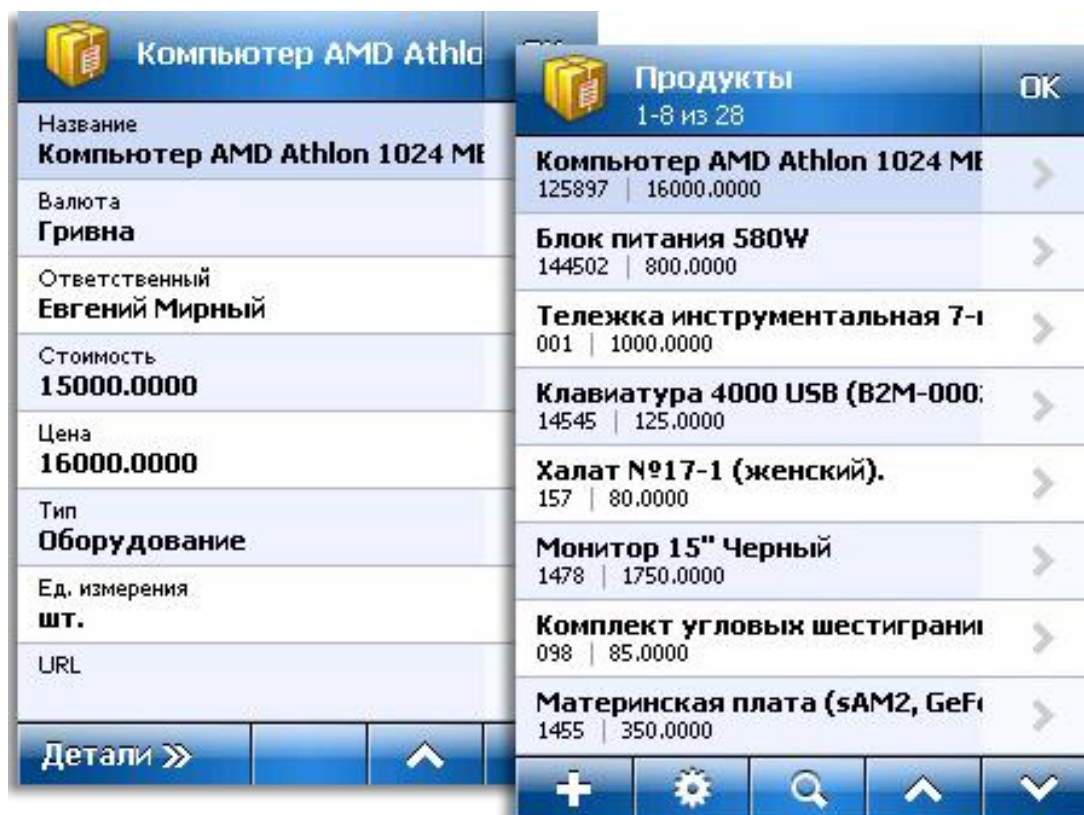 Компьютер AMD Athlo
Название
Компьютер AMD Athlon 1024 МБ
Валюта
Гривна
Ответственный
Евгений Мирный
Стоимость
15000.0000
Цена
16000.0000
Тип
Оборудование
Ед. измерения
шт.
URL
Детали
Продукты
OK
1-8 из 28
Компьютер AMD Athlon 1024 МБ
125897 | 16000.0000
Блок питания 580W
144502 | 800.0000
Тележка инструментальная 7-
001 | 1000.0000
Клавиатура 4000 USB (B2M-000
14545 | 125.0000
Халат №17-1 (женский).
157 | 80.0000
Монитор 15" Черный
1478 | 1750.0000
Комплект угловых шестигранн
098 | 85.0000
Материнская плата (sAM2, GeF
1455 | 350.0000